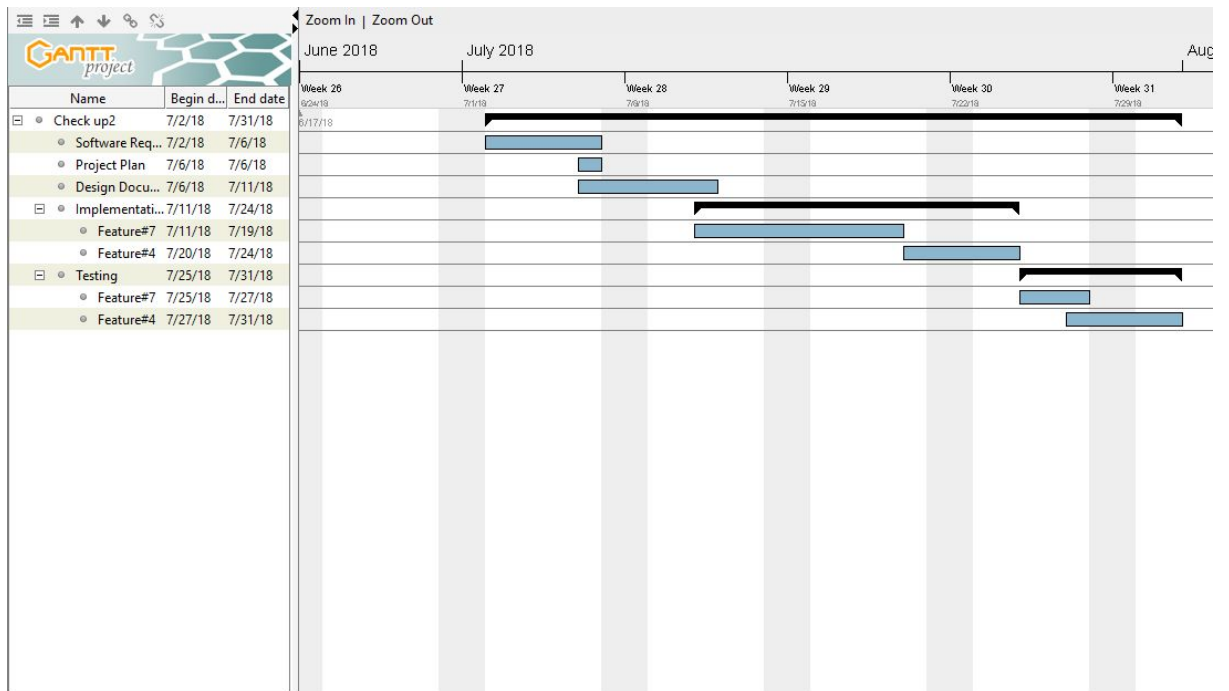 Zoom In | Zoom Out
GANTT
project
June 2018 July 2018 Aug
Week 26 Week 27 Week 28 Week 29 Week 30 Week 31
6/24/18 7/1/18 7/8/18 7/15/18 7/22/18 7/29/18
Name Begin d... End date
6/17/18
Check up2 7/2/18 7/31/18
Software Req... 7/2/18 7/6/18
Project Plan 7/6/18 7/6/18
Design Docu... 7/6/18 7/11/18
Implementati... 7/11/18 7/24/18
Feature#7 7/11/18 7/19/18
Feature#4 7/20/18 7/24/18
Testing 7/25/18 7/31/18
Feature#7 7/25/18 7/27/18
Feature#4 7/27/18 7/31/18